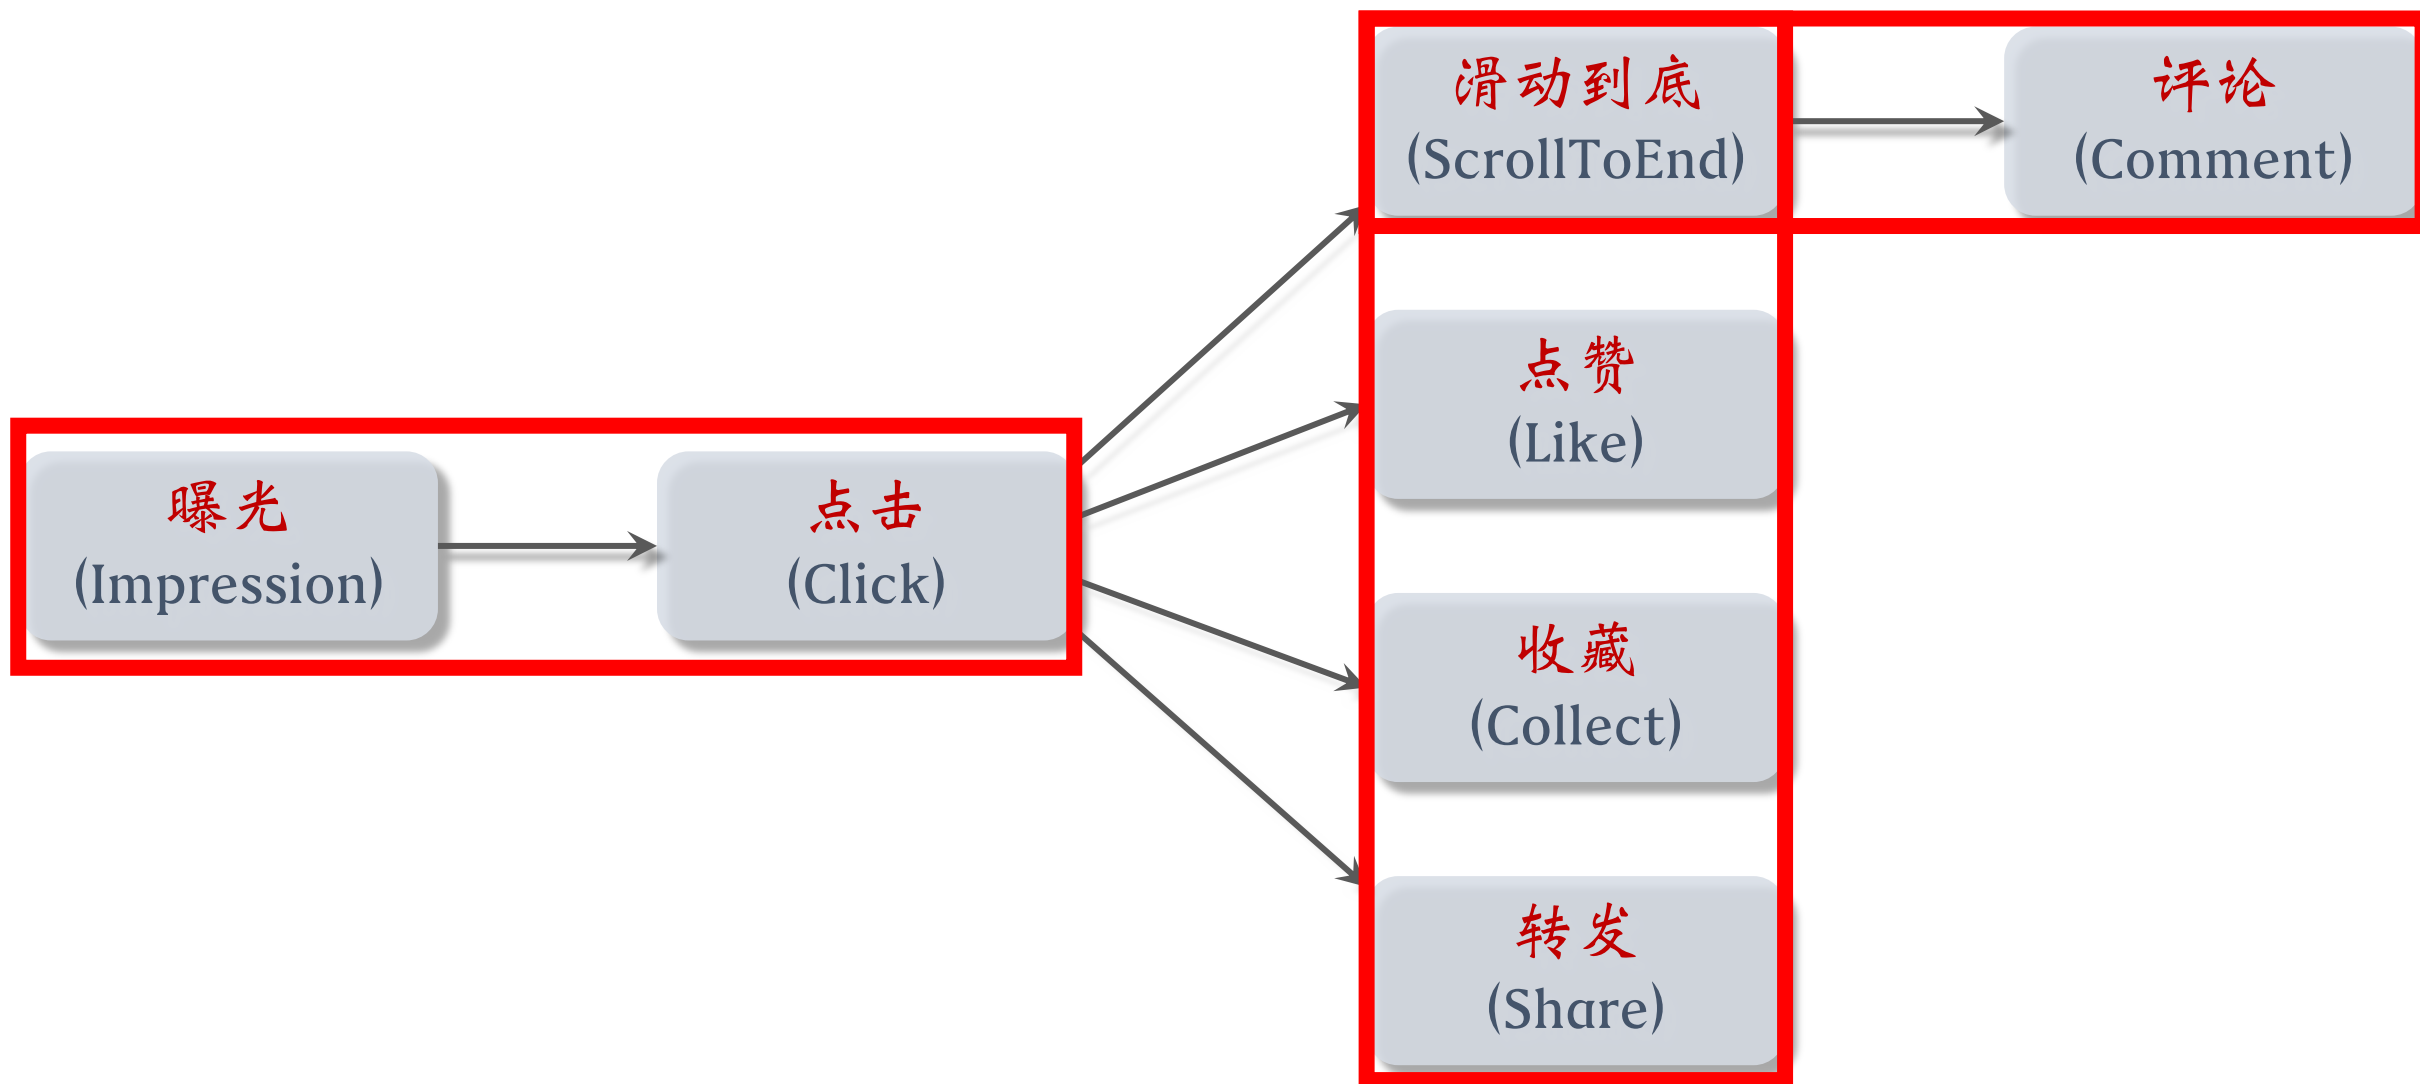 曝光
(Impression)
点击
(Click)
滑动到底
(ScrollToEnd)
评论
(Comment)
点赞
(Like)
收藏
(Collect)
转发
(Share)